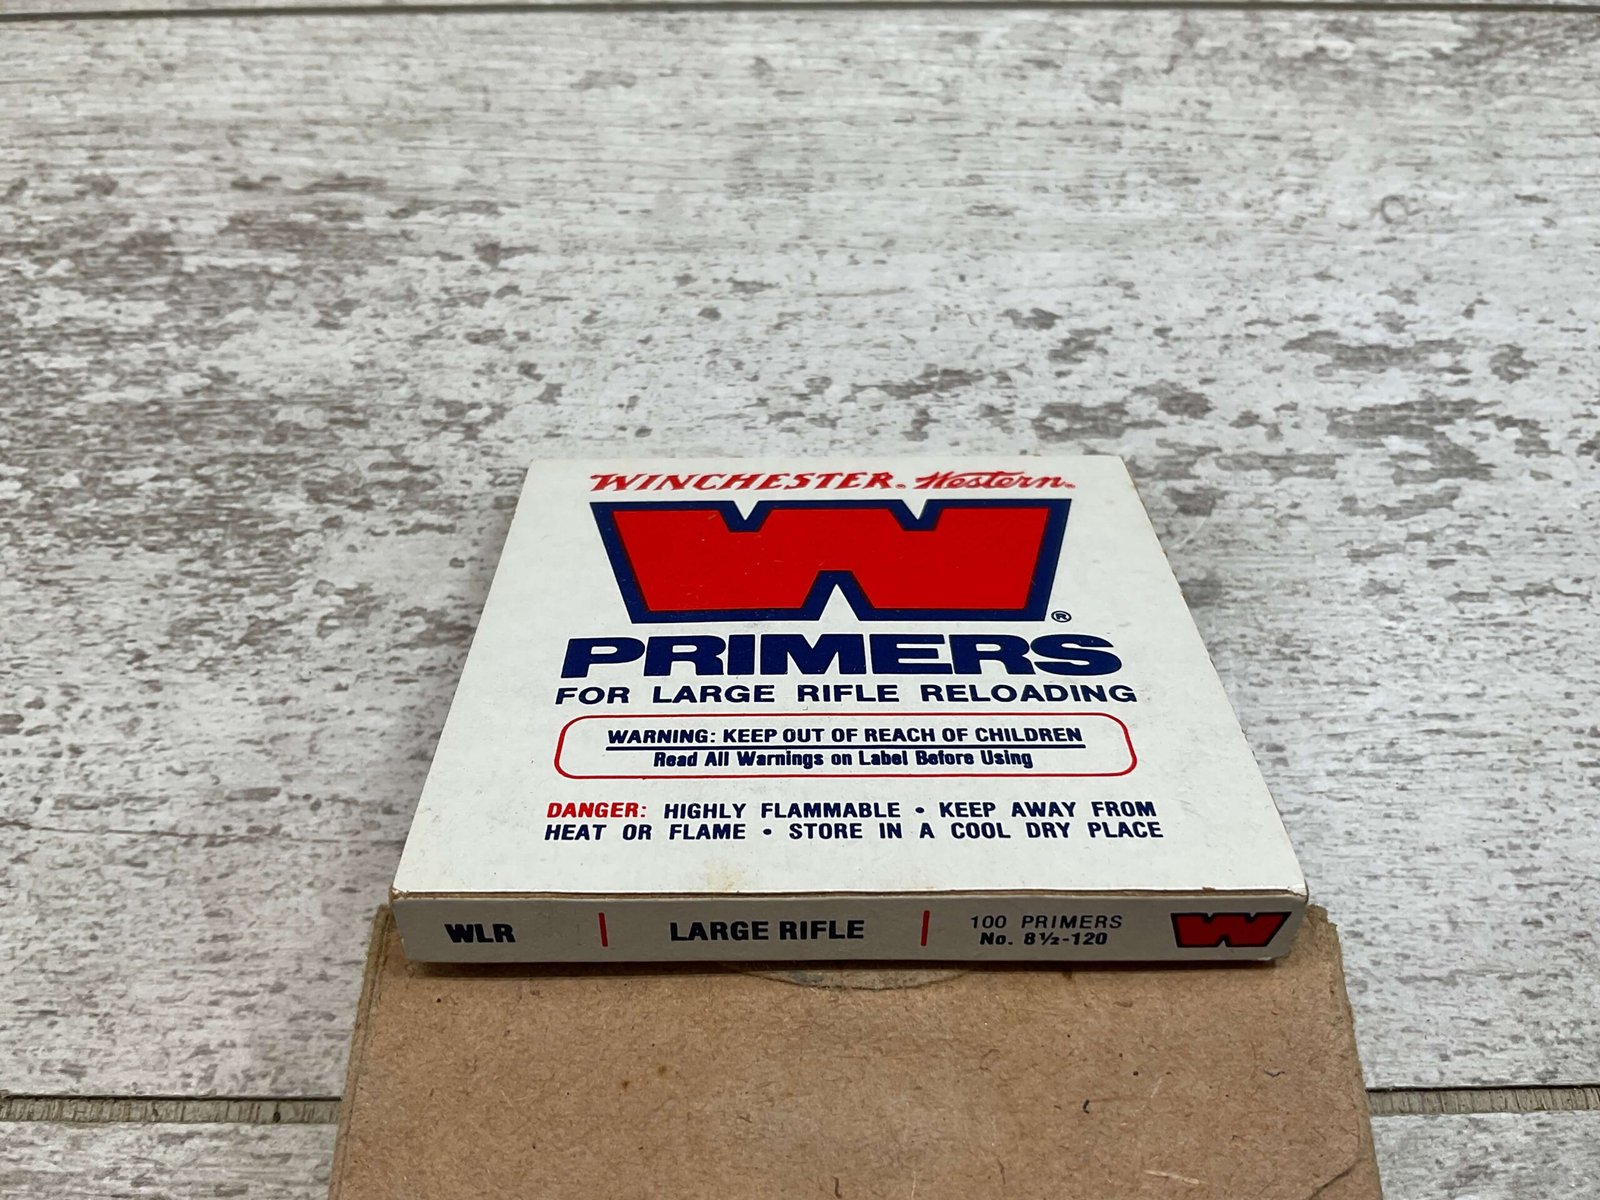 WINCHESTER® Western®
W®
PRIMERS
FOR LARGE RIFLE RELOADING
WARNING: KEEP OUT OF REACH OF CHILDREN
Read All Warnings on Label Before Using
DANGER: HIGHLY FLAMMABLE • KEEP AWAY FROM
HEAT OR FLAME • STORE IN A COOL DRY PLACE
WLR | LARGE RIFLE | 100 PRIMERS
No. 8½-120
W